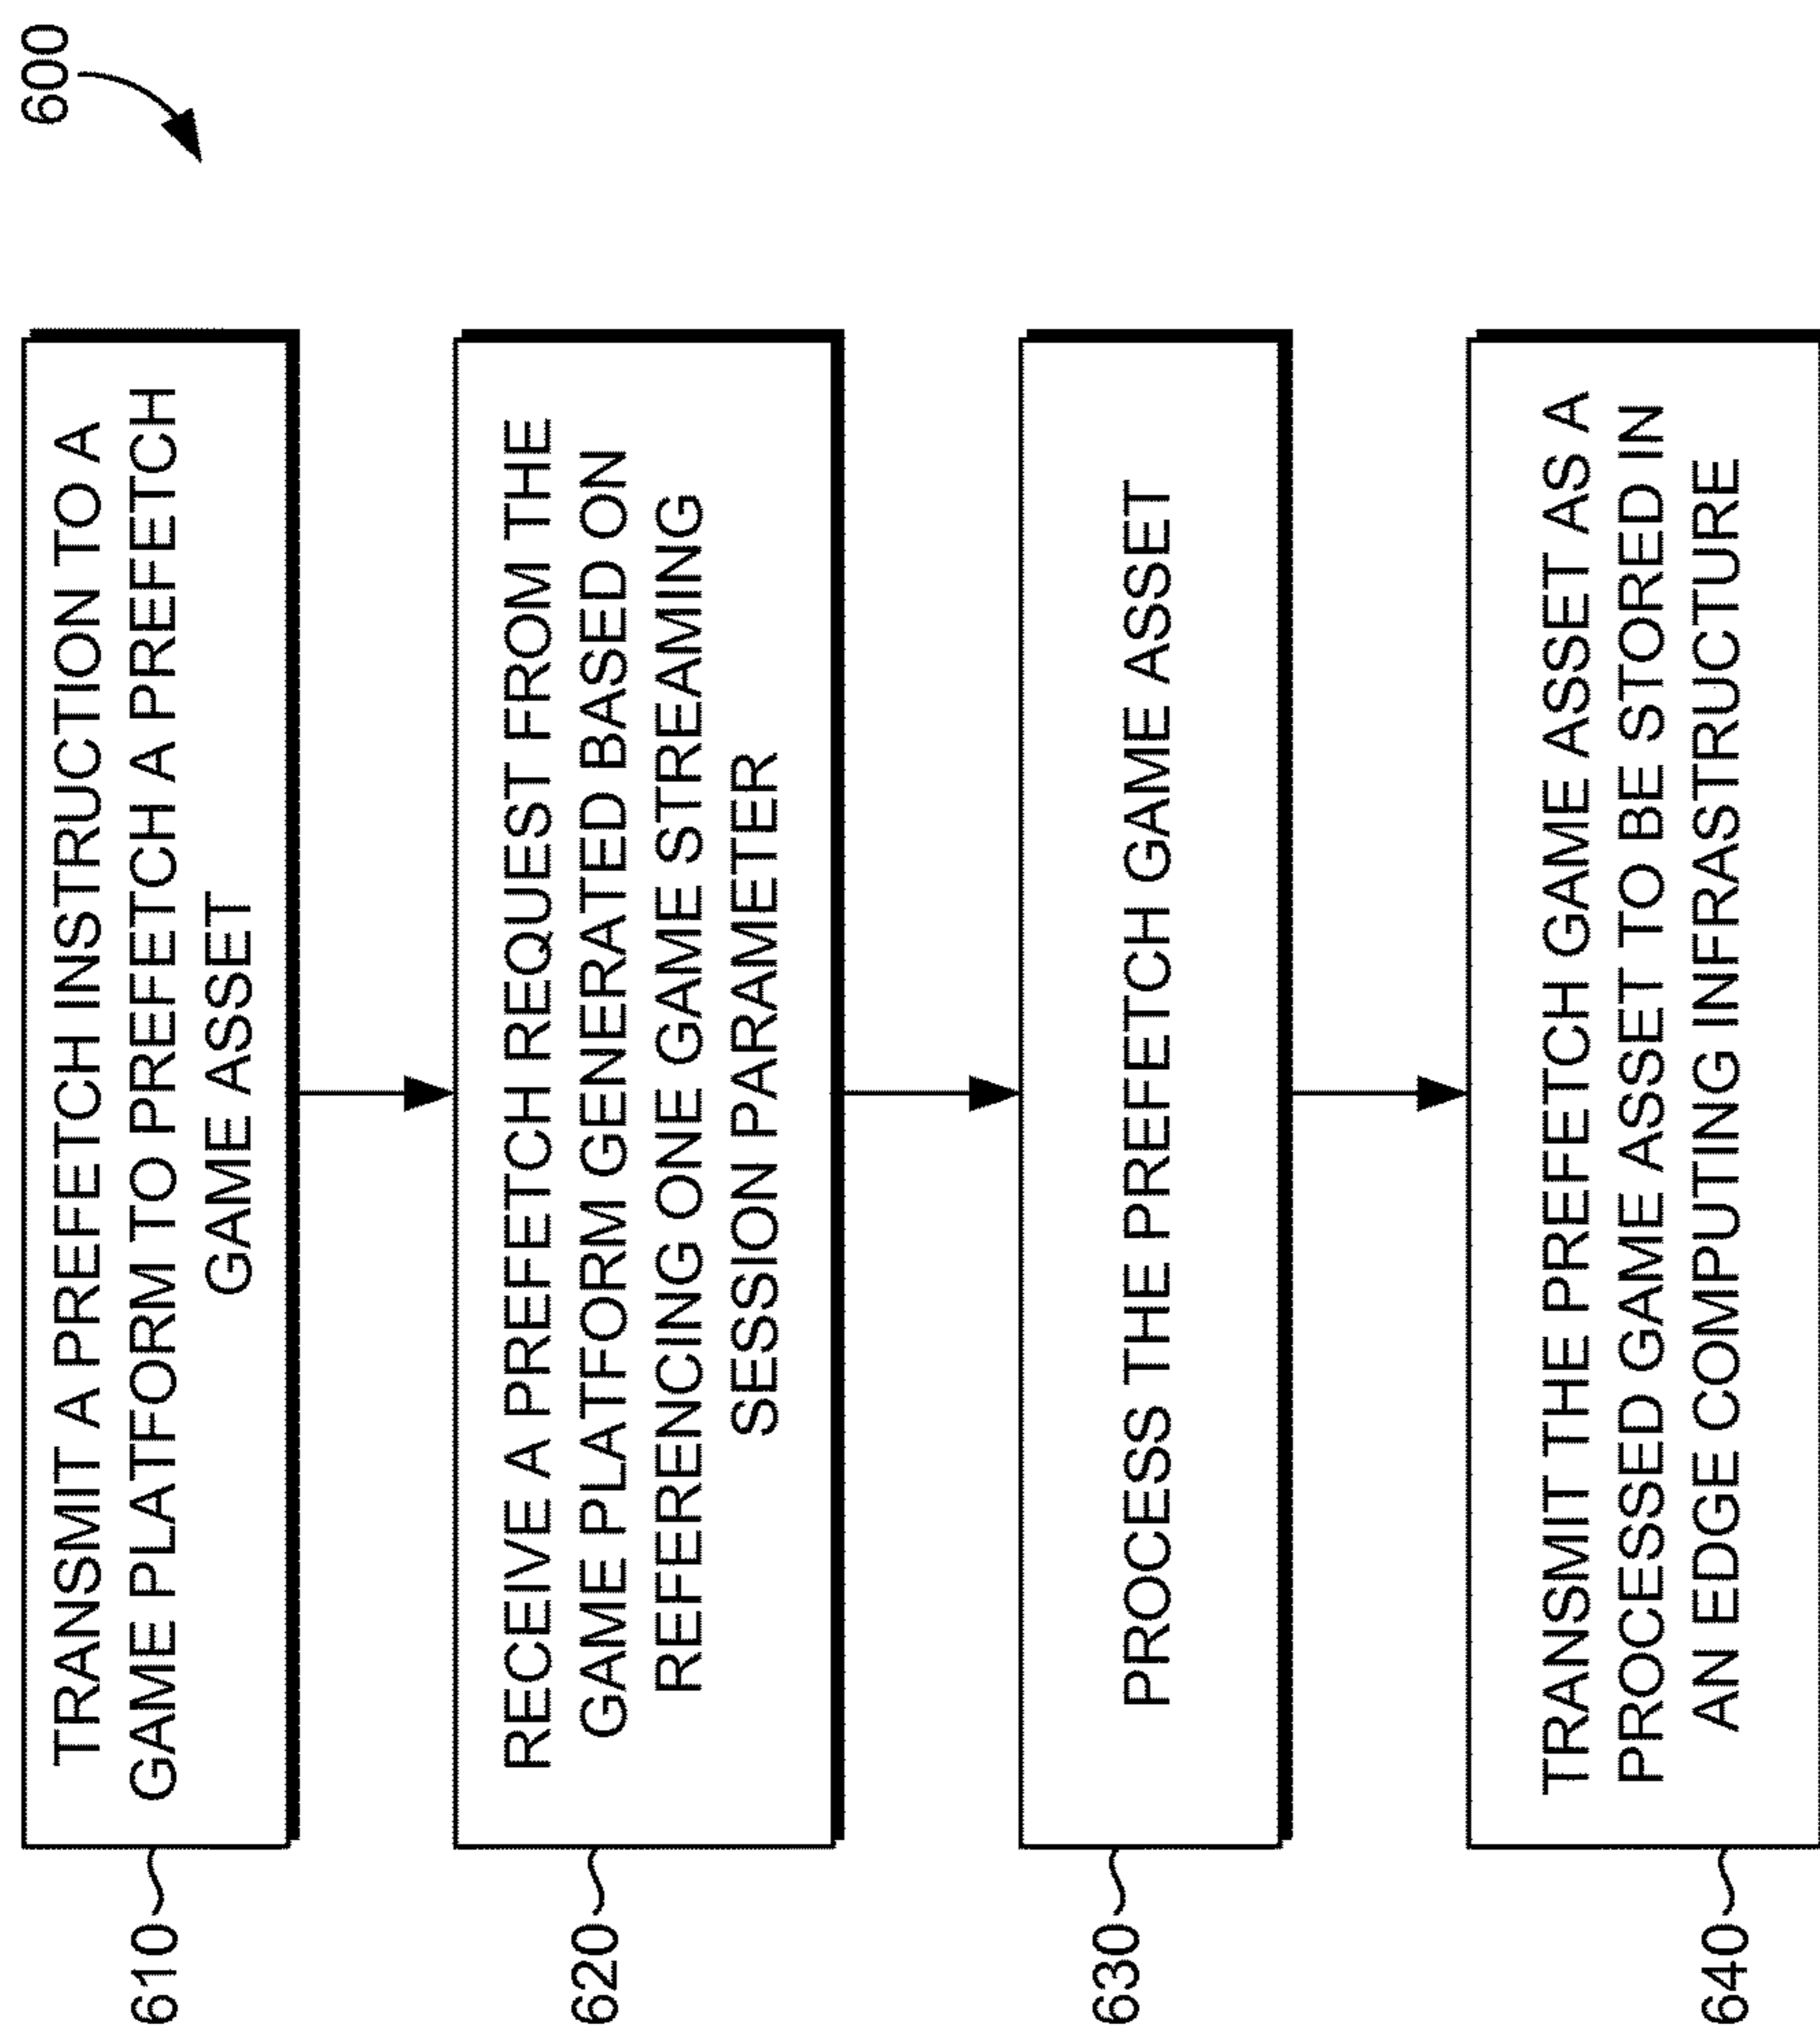 600
610
TRANSMIT A PREFETCH INSTRUCTION TO A
GAME PLATFORM TO PREFETCH A PREFETCH
GAME ASSET
620
RECEIVE A PREFETCH REQUEST FROM THE
GAME PLATFORM GENERATED BASED ON
REFERENCING ONE GAME STREAMING
SESSION PARAMETER
630
PROCESS THE PREFETCH GAME ASSET
640
TRANSMIT THE PREFETCH GAME ASSET AS A
PROCESSED GAME ASSET TO BE STORED IN
AN EDGE COMPUTING INFRASTRUCTURE